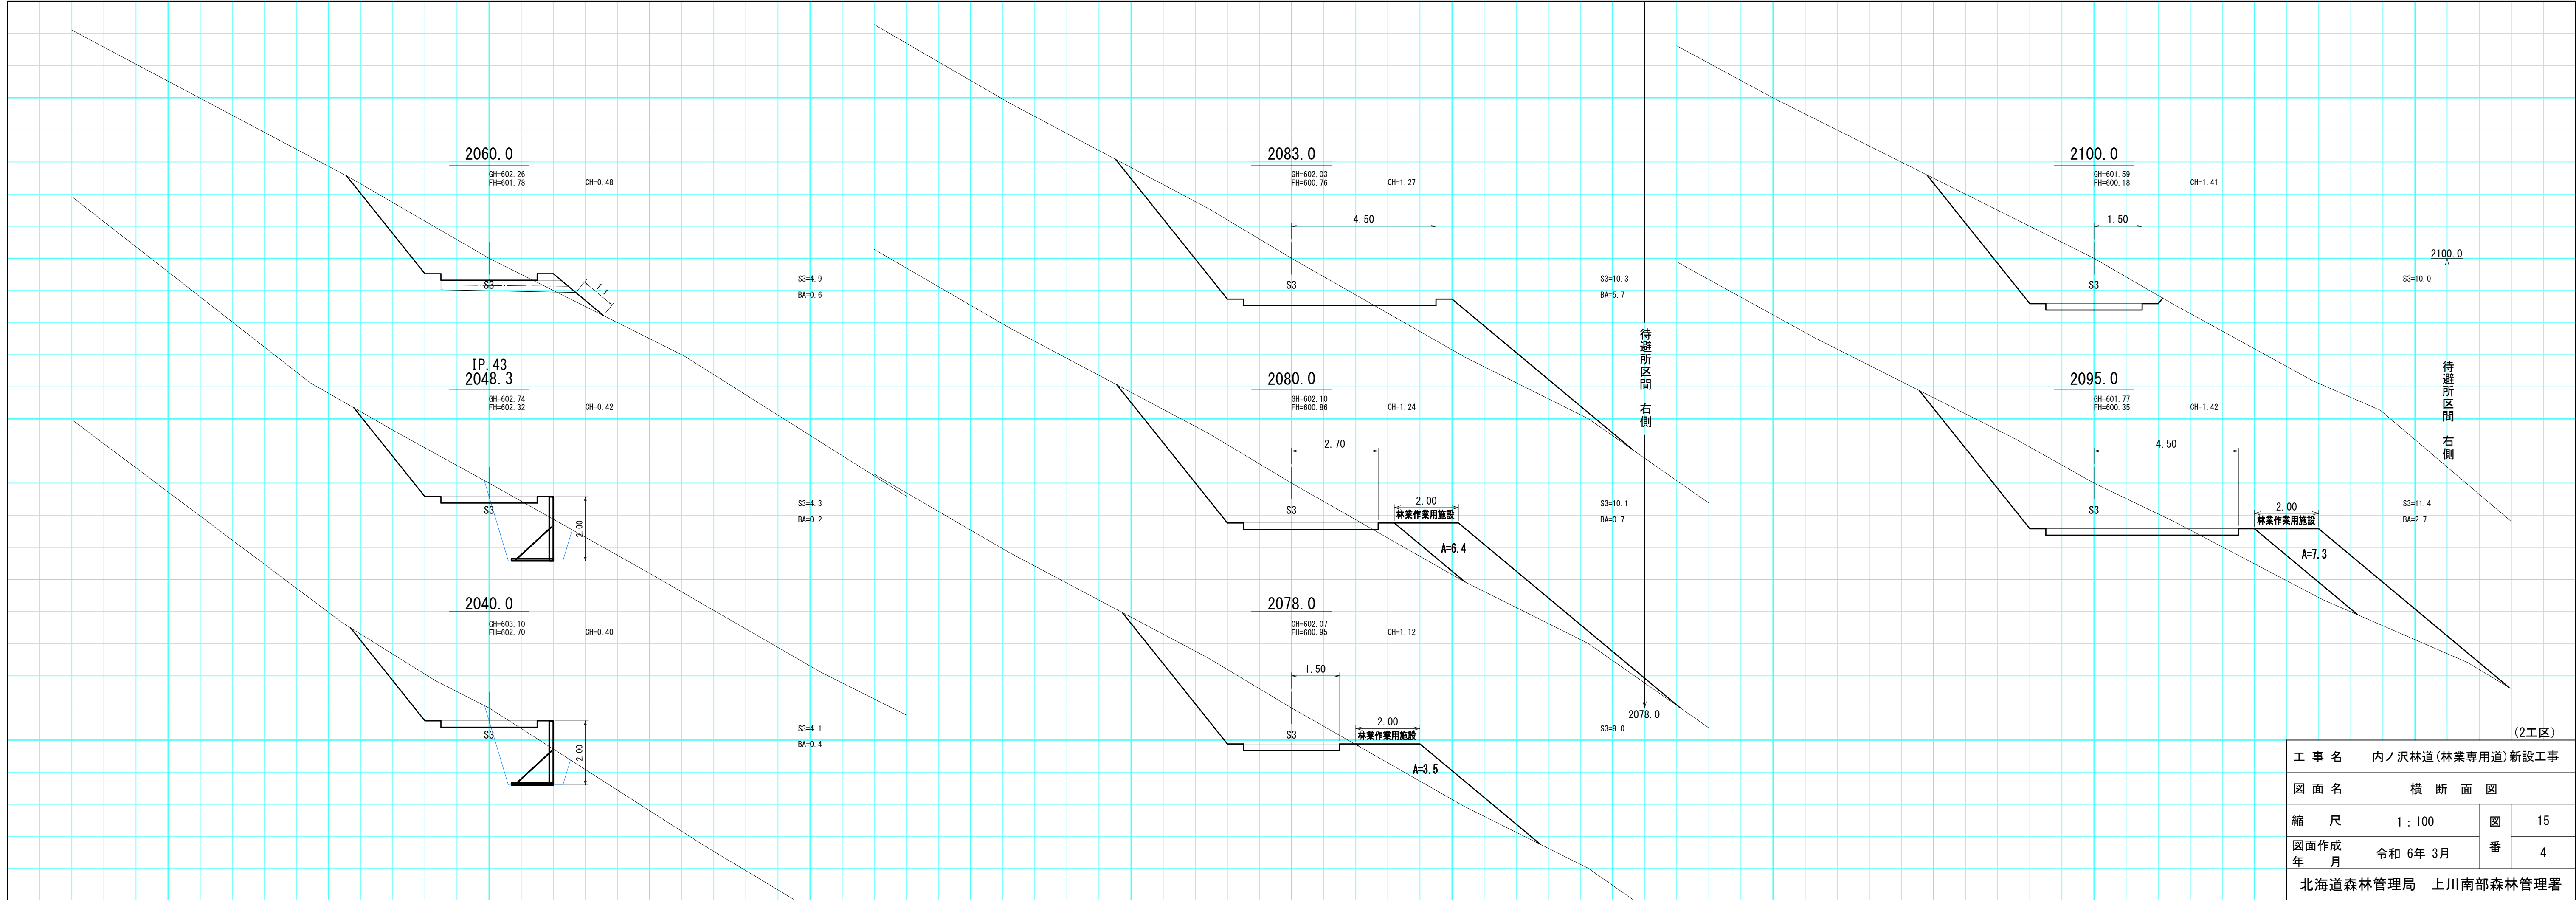 2060.0
GH=602.26
FH=601.78
CH=0.48
S3
1.1
S3=4.9
BA=0.6
IP.43
2048.3
GH=602.74
FH=602.32
CH=0.42
S3
2.00
S3=4.3
BA=0.2
2040.0
GH=603.10
FH=602.70
CH=0.40
S3
2.00
S3=4.1
BA=0.4
2083.0
GH=602.03
FH=600.76
CH=1.27
4.50
S3
S3=10.3
BA=5.7
2080.0
GH=602.10
FH=600.86
CH=1.24
2.70
2.00
林業作業用施設
S3
A=6.4
S3=10.1
BA=0.7
2078.0
GH=602.07
FH=600.95
CH=1.12
1.50
2.00
林業作業用施設
S3
A=3.5
S3=9.0
待避所区間 右側
2078.0
2100.0
GH=601.59
FH=600.18
CH=1.41
1.50
S3
S3=10.0
2095.0
GH=601.77
FH=600.35
CH=1.42
4.50
2.00
林業作業用施設
S3
A=7.3
S3=11.4
BA=2.7
2100.0
待避所区間 右側
(2工区)
工 事 名 内ノ沢林道(林業専用道)新設工事
図 面 名 横 断 面 図
縮 尺 1：100 図番 15
図面作成年 月 令和 6年 3月 4
北海道森林管理局 上川南部森林管理署